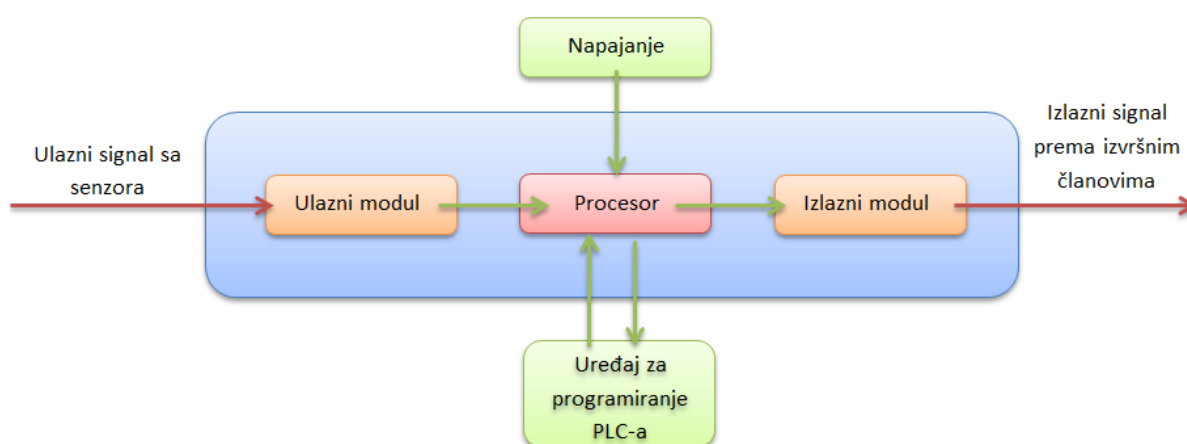 Napajanje
Ulazni signal sa
senzora
Ulazni modul
Procesor
Izlazni modul
Izlazni signal
prema izvršnim
članovima
Uređaj za
programiranje
PLC-a